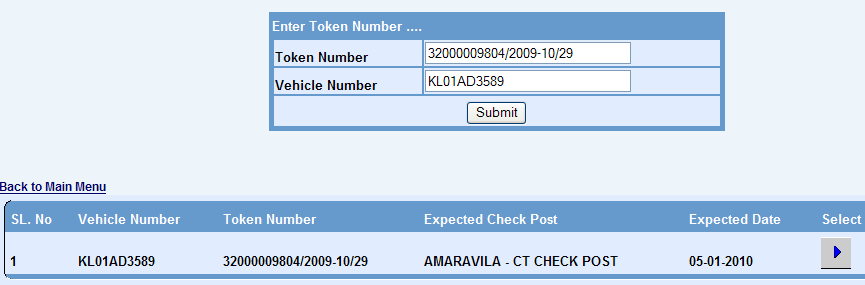 Enter Token Number ....
Token Number 32000009804/2009-10/29
Vehicle Number KL01AD3589
Submit
Back to Main Menu
SL. No Vehicle Number Token Number Expected Check Post Expected Date Select
1 KL01AD3589 32000009804/2009-10/29 AMARAVILA - CT CHECK POST 05-01-2010